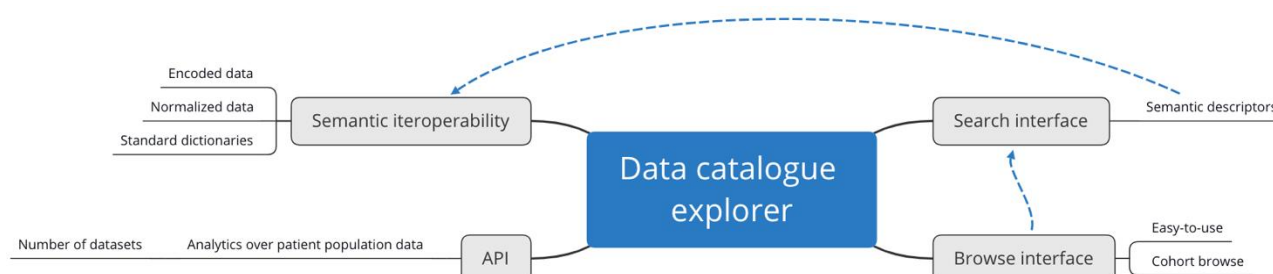 Encoded data
Normalized data
Standard dictionaries
Semantic iteroperability
Number of datasets
Analytics over patient population data
API
Data catalogue
explorer
Search interface
Semantic descriptors
Browse interface
Easy-to-use
Cohort browse